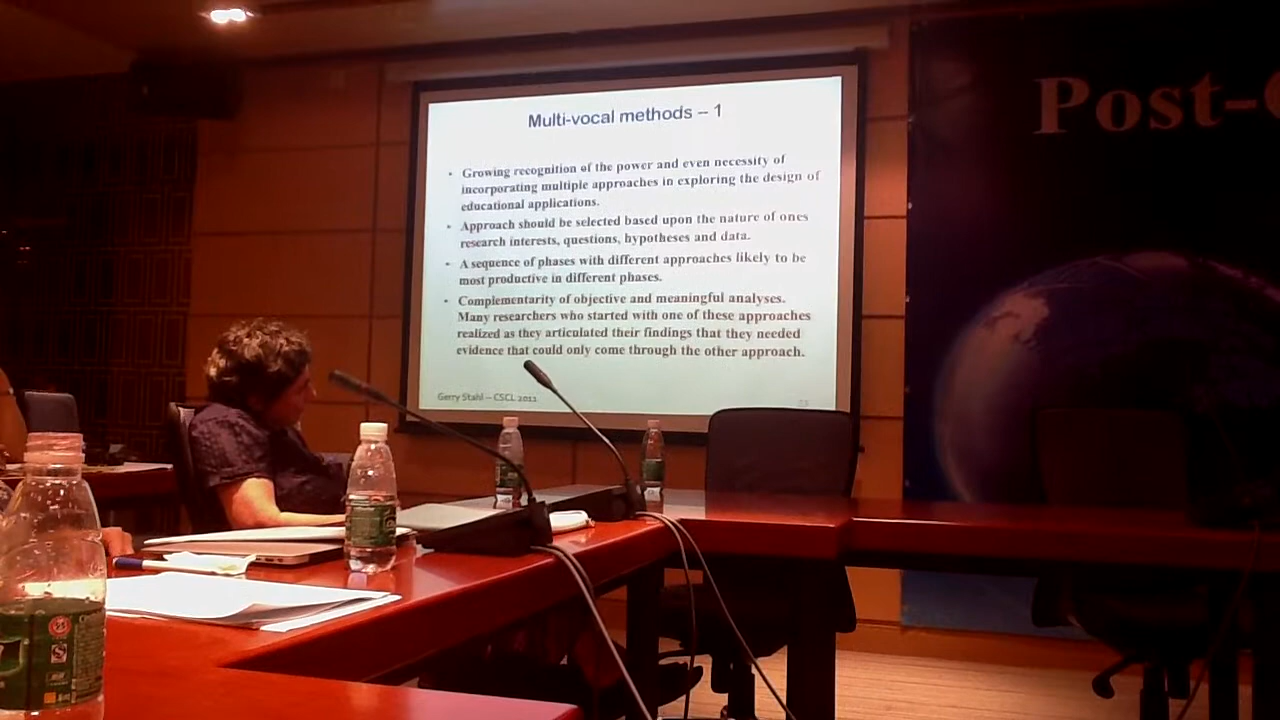 Multi-vocal methods – 1
• Growing recognition of the power and even necessity of
incorporating multiple approaches in exploring the design of
educational applications.
• Approach should be selected based upon the nature of ones
research interests, questions, hypotheses and data.
• A sequence of phases with different approaches likely to be
most productive in different phases.
• Complementarity of objective and meaningful analyses.
Many researchers who started with one of these approaches
realized as they articulated their findings that they needed
evidence that could only come through the other approach.
Gerry Stahl – CSCL 2011
Post-